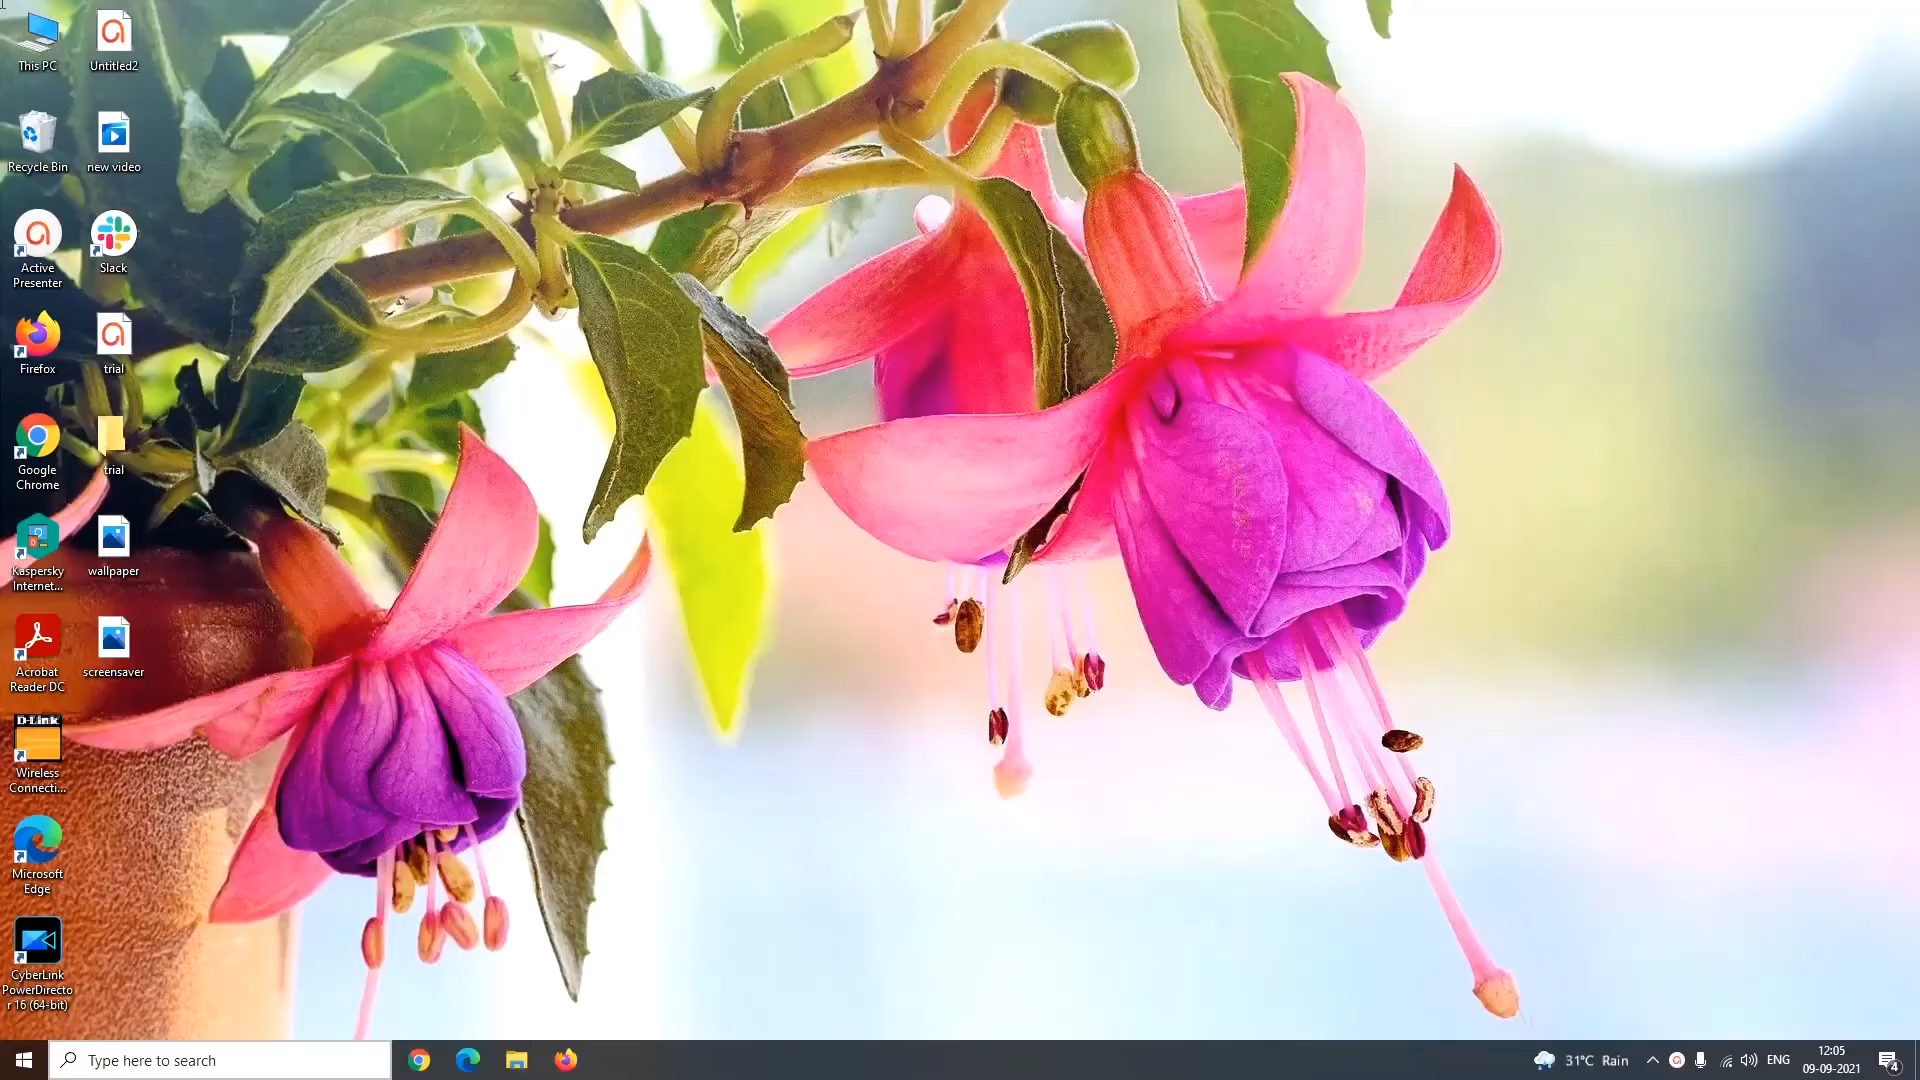 This PC
Untitled2
Recycle Bin
new video
Active
Presenter
Slack
Firefox
trial
Google
Chrome
trial
Kaspersky
Internet...
wallpaper
Acrobat
Reader DC
screensaver
D-Link
Wireless
Connecti...
Microsoft
Edge
CyberLink
PowerDirecto
r 16 (64-bit)
Type here to search
31°C Rain
ENG
12:05
09-09-2021
4